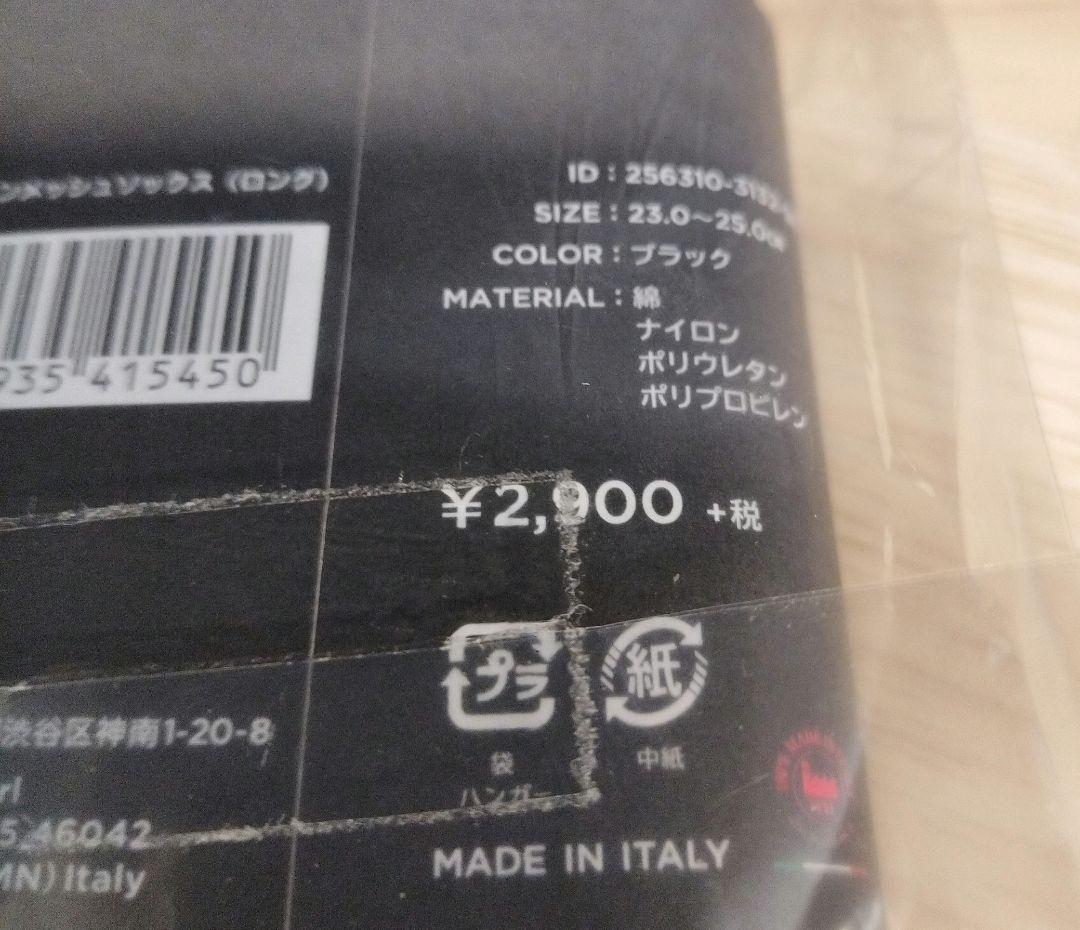 ンメッシュソックス（ロング）
935 415450
ID：256310-313
SIZE：23.0〜25.0cm
COLOR：ブラック
MATERIAL：綿
ナイロン
ポリウレタン
ポリプロピレン
¥2,900 +税
プラ
紙
袋
ハンガー
中紙
渋谷区神南1-20-8
rl
46042
MN) Italy
MADE IN ITALY